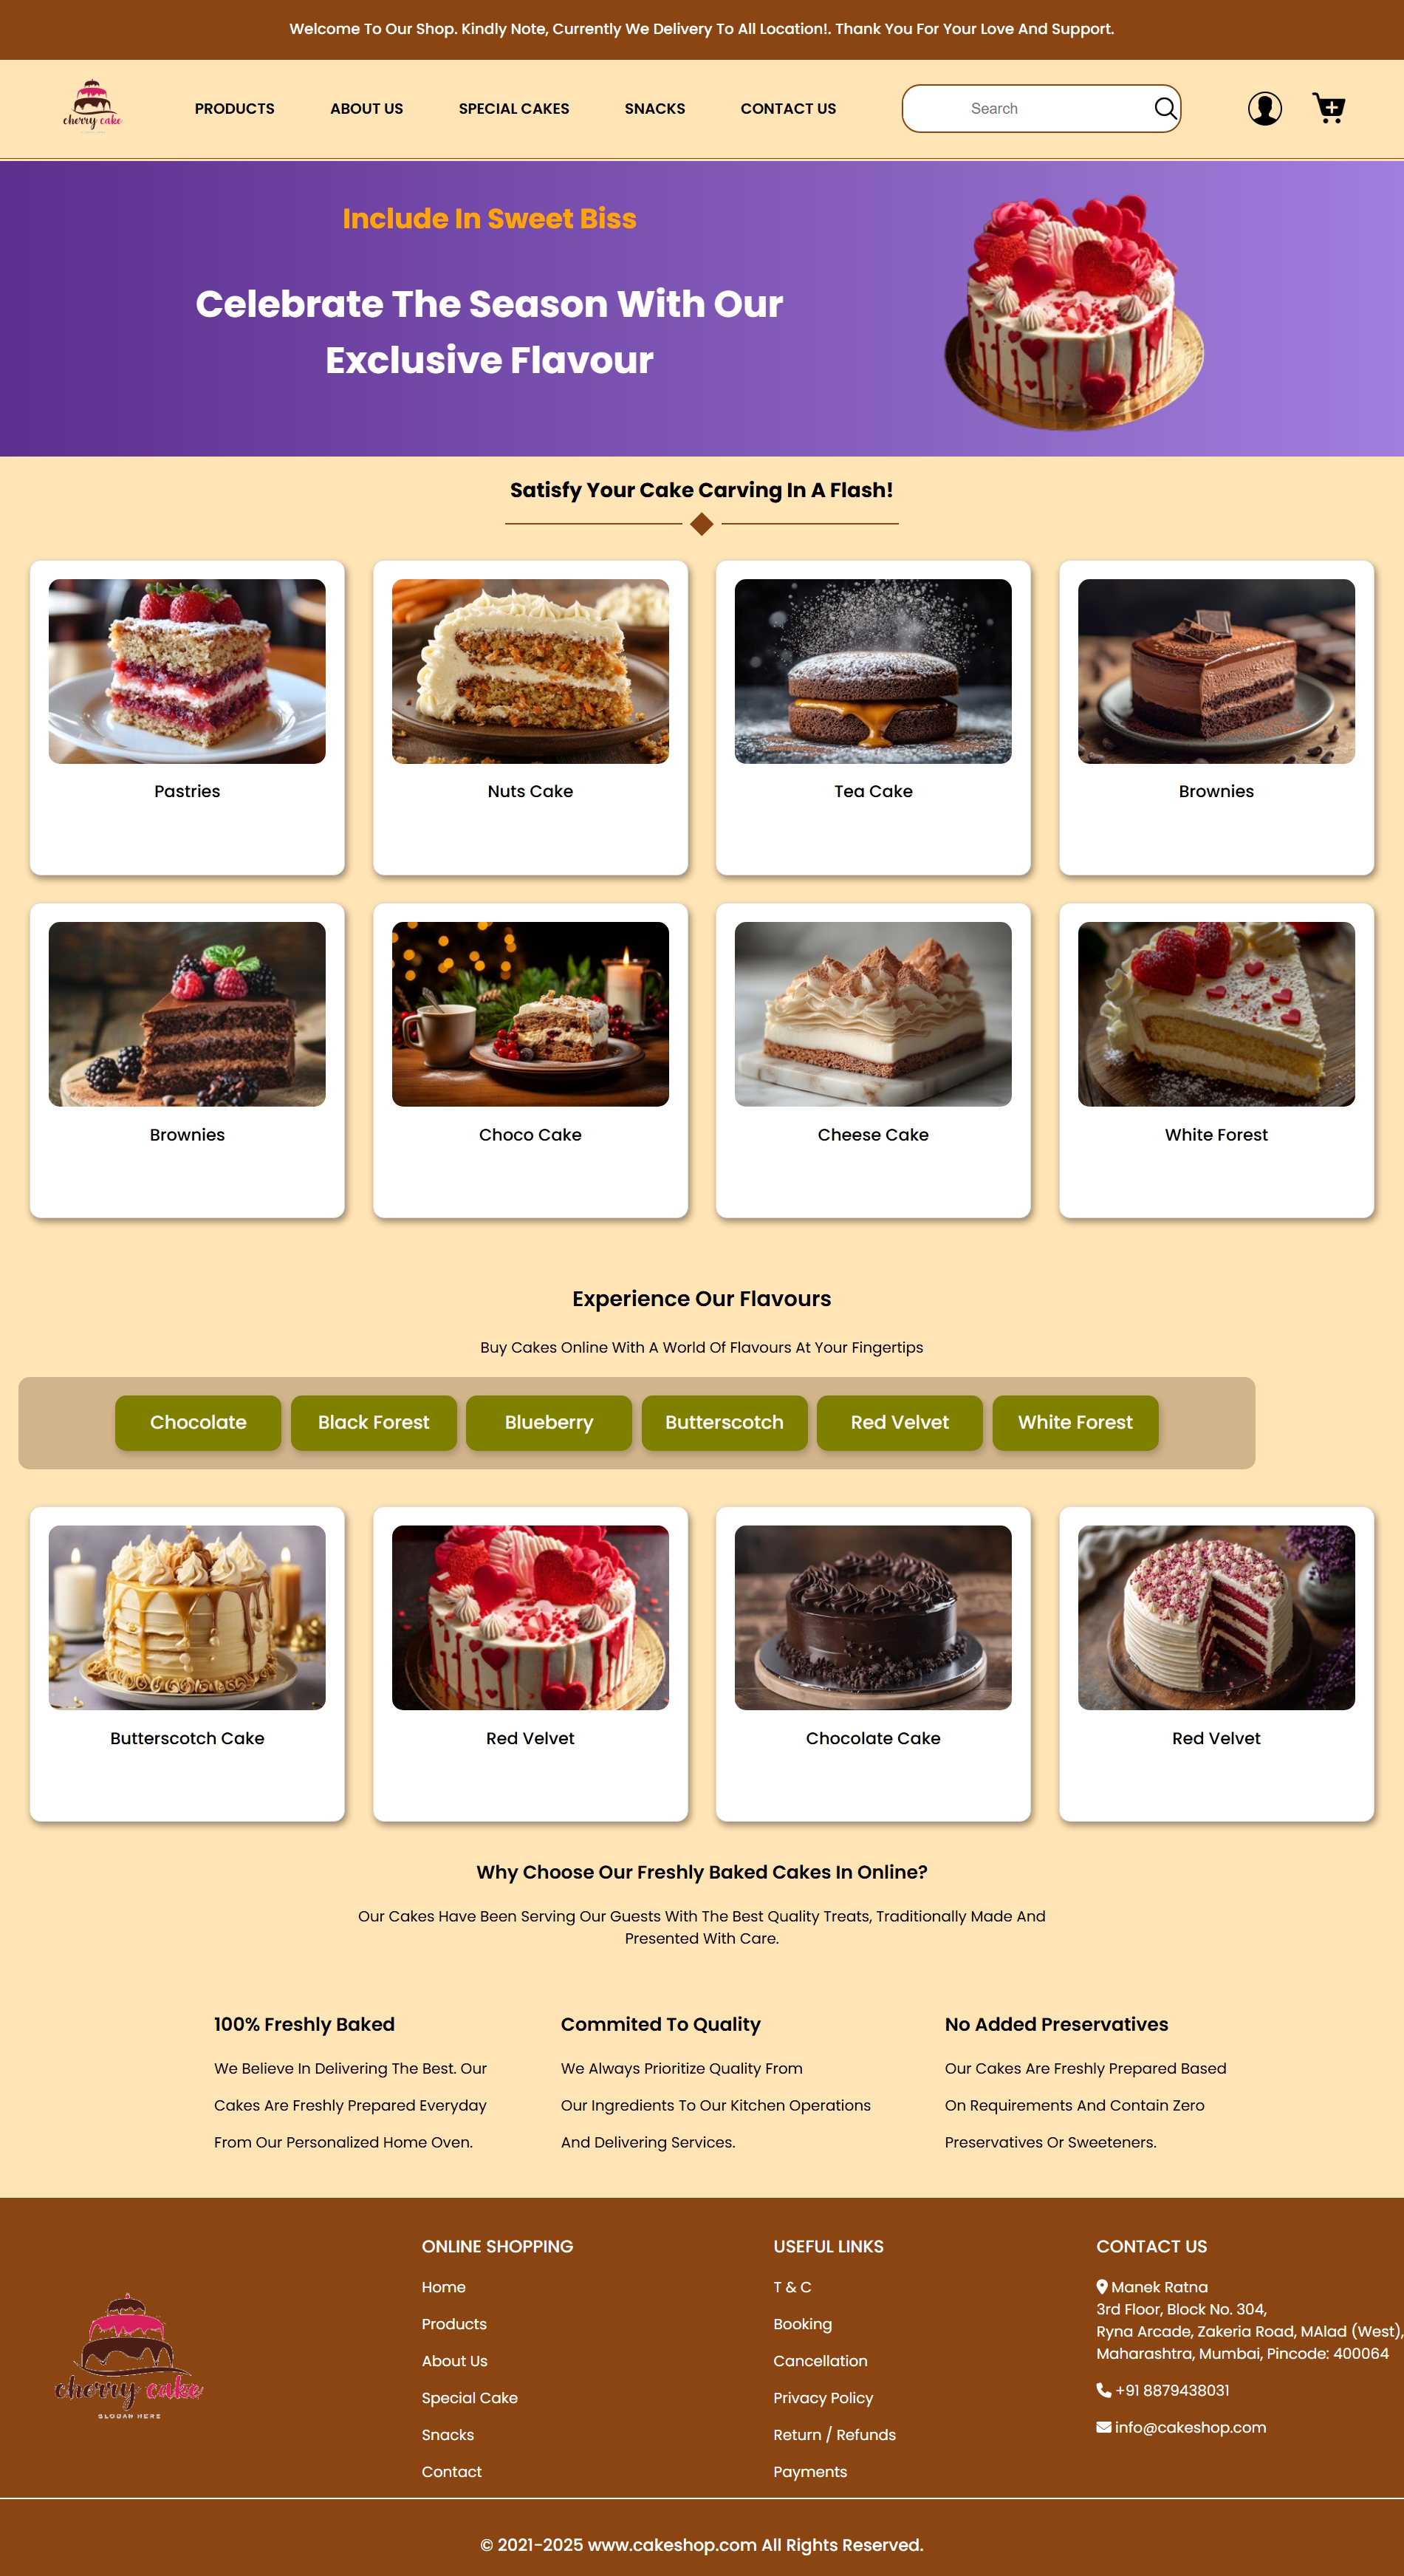 Welcome To Our Shop. Kindly Note, Currently We Delivery To All Location!. Thank You For Your Love And Support.
cherry cake
PRODUCTS
ABOUT US
SPECIAL CAKES
SNACKS
CONTACT US
Search
Include In Sweet Biss
Celebrate The Season With Our
Exclusive Flavour
Satisfy Your Cake Carving In A Flash!
Pastries
Nuts Cake
Tea Cake
Brownies
Brownies
Choco Cake
Cheese Cake
White Forest
Experience Our Flavours
Buy Cakes Online With A World Of Flavours At Your Fingertips
Chocolate
Black Forest
Blueberry
Butterscotch
Red Velvet
White Forest
Butterscotch Cake
Red Velvet
Chocolate Cake
Red Velvet
Why Choose Our Freshly Baked Cakes In Online?
Our Cakes Have Been Serving Our Guests With The Best Quality Treats, Traditionally Made And
Presented With Care.
100% Freshly Baked
We Believe In Delivering The Best. Our
Cakes Are Freshly Prepared Everyday
From Our Personalized Home Oven.
Commited To Quality
We Always Prioritize Quality From
Our Ingredients To Our Kitchen Operations
And Delivering Services.
No Added Preservatives
Our Cakes Are Freshly Prepared Based
On Requirements And Contain Zero
Preservatives Or Sweeteners.
cherry cake
SLOGAN HERE
ONLINE SHOPPING
Home
Products
About Us
Special Cake
Snacks
Contact
USEFUL LINKS
T & C
Booking
Cancellation
Privacy Policy
Return / Refunds
Payments
CONTACT US
Manek Ratna
3rd Floor, Block No. 304,
Ryna Arcade, Zakeria Road, MAlad (West),
Maharashtra, Mumbai, Pincode: 400064
+91 8879438031
info@cakeshop.com
© 2021-2025 www.cakeshop.com All Rights Reserved.